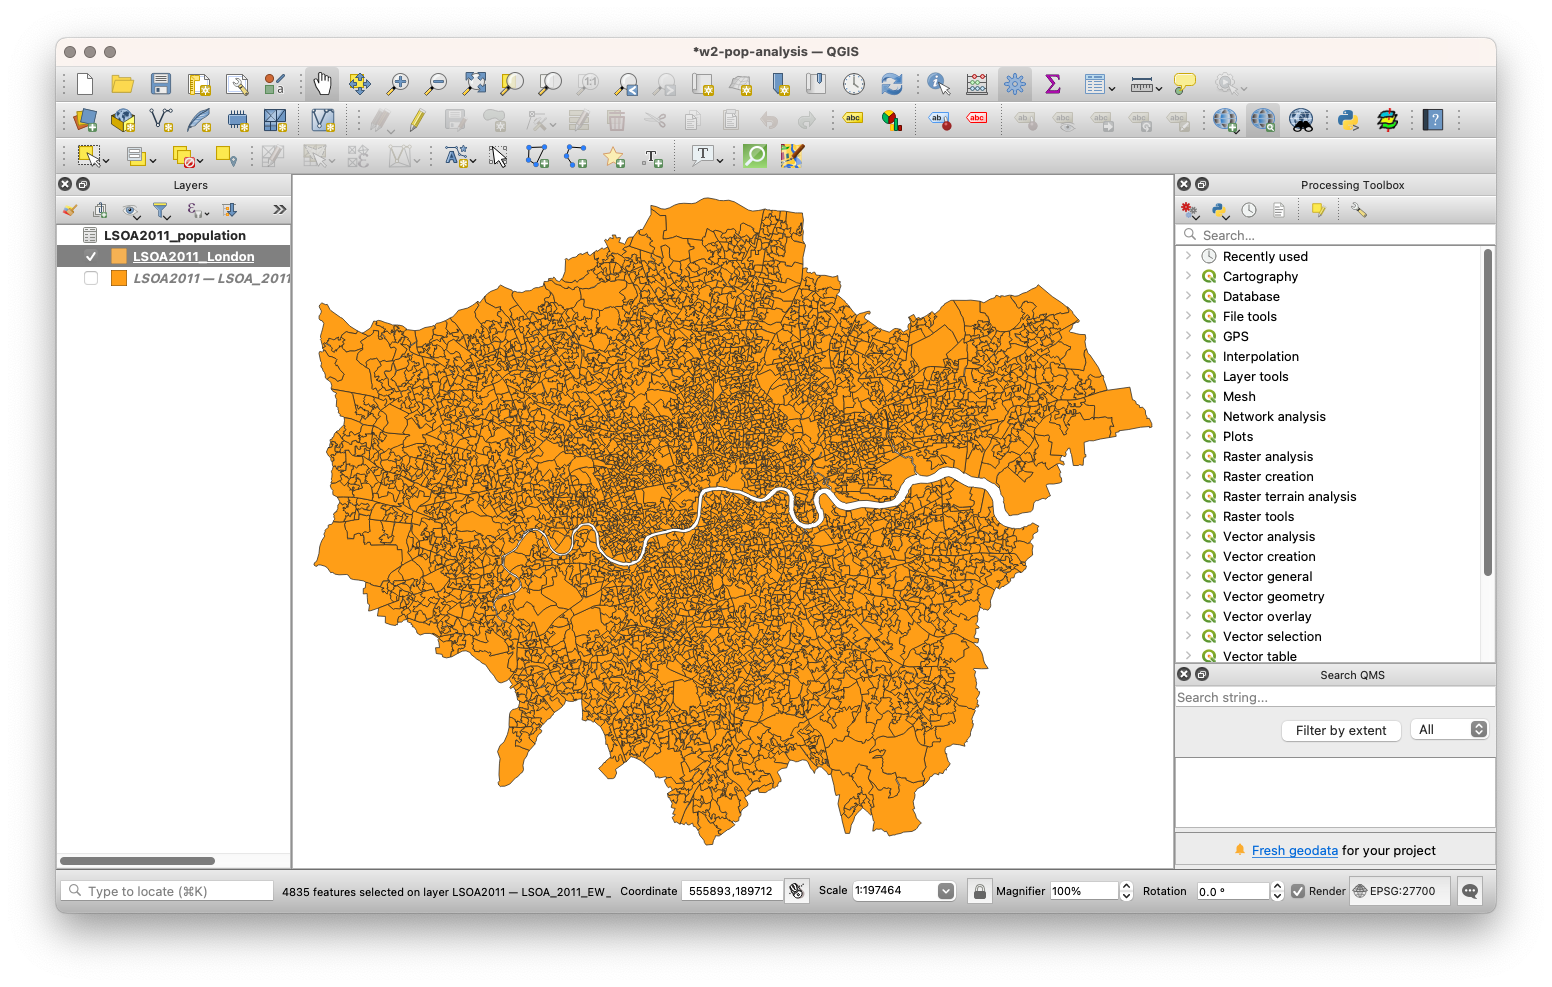 *w2-pop-analysis — QGIS
abc
abc
abc
abc
T
T
?
Layers
LSOA2011_population
LSOA2011_London
LSOA2011 — LSOA_2011
Processing Toolbox
Search...
Recently used
Cartography
Database
File tools
GPS
Interpolation
Layer tools
Mesh
Network analysis
Plots
Raster analysis
Raster creation
Raster terrain analysis
Raster tools
Vector analysis
Vector creation
Vector general
Vector geometry
Vector overlay
Vector selection
Vector table
Search QMS
Search string...
Filter by extent All
Fresh geodata for your project
Type to locate (⌘K) 4835 features selected on layer LSOA2011 — LSOA_2011_EW_ Coordinate 555893,189712 Scale 1:197464 Magnifier 100% Rotation 0.0 ° Render EPSG:27700